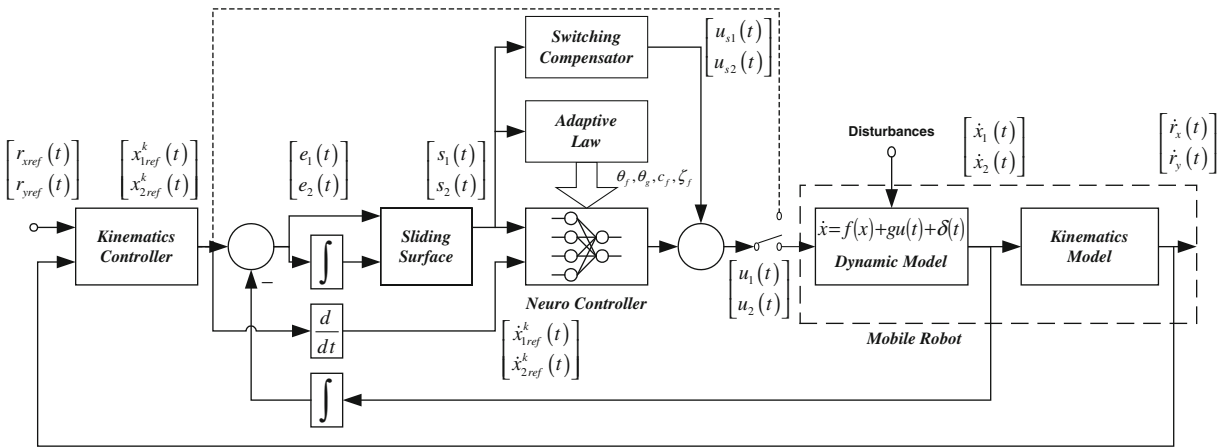 Switching
Compensator
[u_s1(t)]
[u_s2(t)]
Adaptive
Law
θ_f, θ_g, c_f, ζ_f
Disturbances
[ẋ_1(t)]
[ẋ_2(t)]
[ṙ_x(t)]
[ṙ_y(t)]
[r_xref(t)]
[r_yref(t)]
[x^k_1ref(t)]
[x^k_2ref(t)]
[e_1(t)]
[e_2(t)]
[s_1(t)]
[s_2(t)]
Kinematics
Controller
−
∫
Sliding
Surface
Neuro Controller
[u_1(t)]
[u_2(t)]
ẋ=f(x)+gu(t)+δ(t)
Dynamic Model
Kinematics
Model
Mobile Robot
d
dt
[ẋ^k_1ref(t)]
[ẋ^k_2ref(t)]
∫